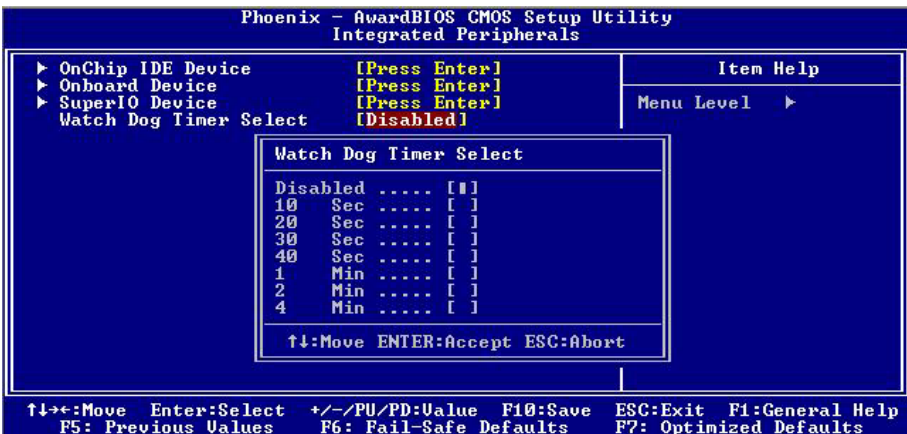 Phoenix - AwardBIOS CMOS Setup Utility
Integrated Peripherals
► OnChip IDE Device [Press Enter]
► Onboard Device [Press Enter]
► SuperIO Device [Press Enter]
Watch Dog Timer Select [Disabled]
Item Help
Menu Level ►
Watch Dog Timer Select
Disabled ..... [■]
10 Sec ..... [ ]
20 Sec ..... [ ]
30 Sec ..... [ ]
40 Sec ..... [ ]
1 Min ..... [ ]
2 Min ..... [ ]
4 Min ..... [ ]
↑↓:Move ENTER:Accept ESC:Abort
↑↓→←:Move Enter:Select +/-/PU/PD:Value F10:Save ESC:Exit F1:General Help
F5: Previous Values F6: Fail-Safe Defaults F7: Optimized Defaults